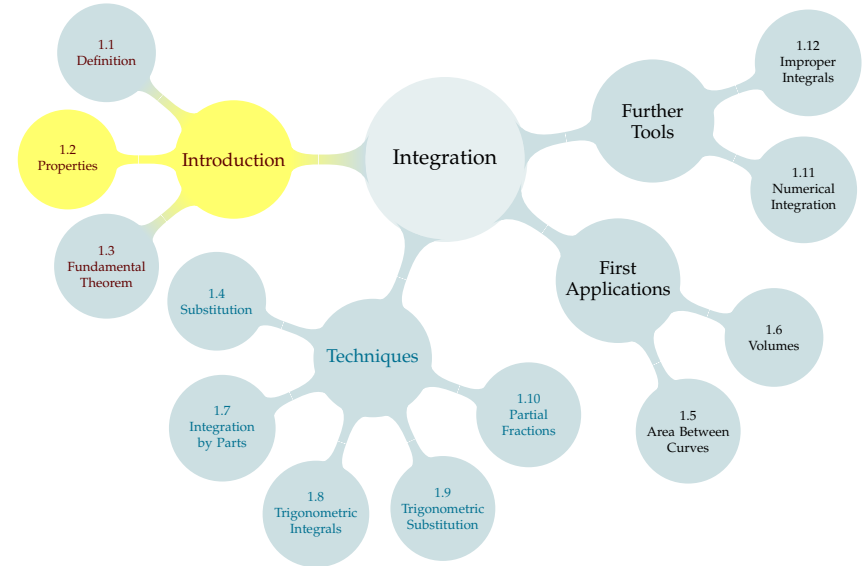 Integration
Introduction
1.1
Definition
1.2
Properties
1.3
Fundamental
Theorem
Techniques
1.4
Substitution
1.7
Integration
by Parts
1.8
Trigonometric
Integrals
1.9
Trigonometric
Substitution
1.10
Partial
Fractions
First
Applications
1.5
Area Between
Curves
1.6
Volumes
Further
Tools
1.11
Numerical
Integration
1.12
Improper
Integrals